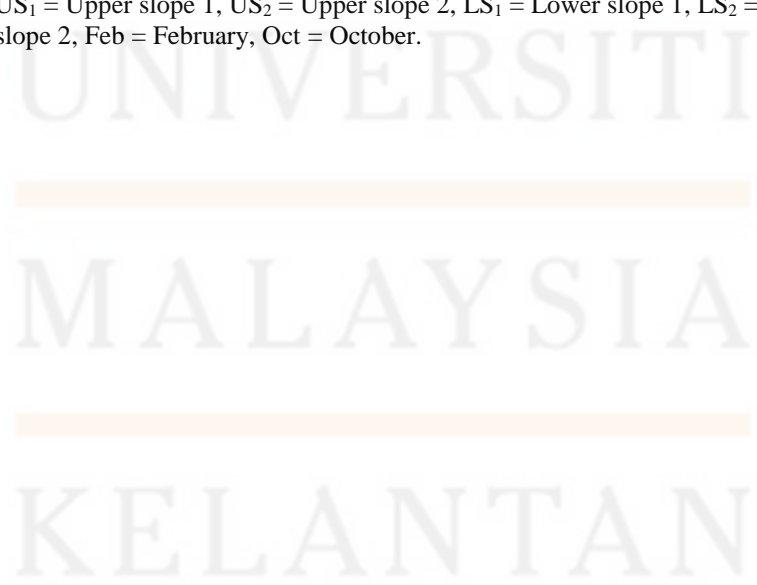 US₁ = Upper slope 1, US₂ = Upper slope 2, LS₁ = Lower slope 1, LS₂ =
slope 2, Feb = February, Oct = October.
UNIVERSITI
MALAYSIA
KELANTAN